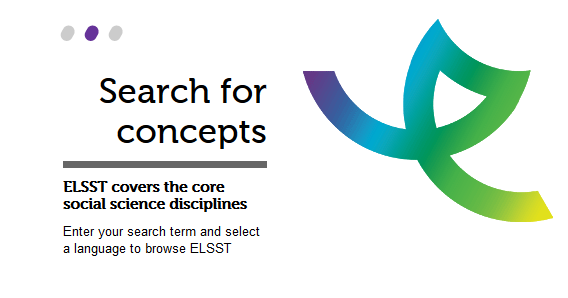 Search for
concepts
ELSST covers the core
social science disciplines
Enter your search term and select
a language to browse ELSST